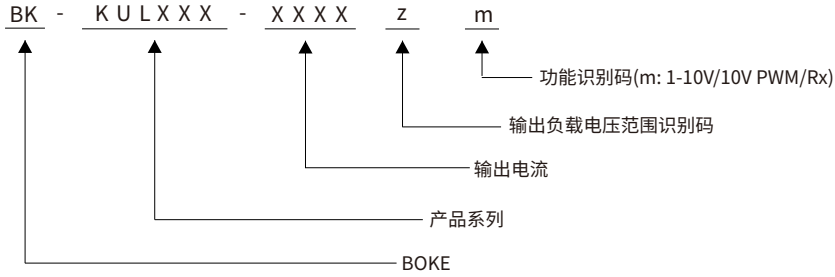 BK - KULXXX - XXXX z m
功能识别码(m: 1-10V/10V PWM/Rx)
输出负载电压范围识别码
输出电流
产品系列
BOKE